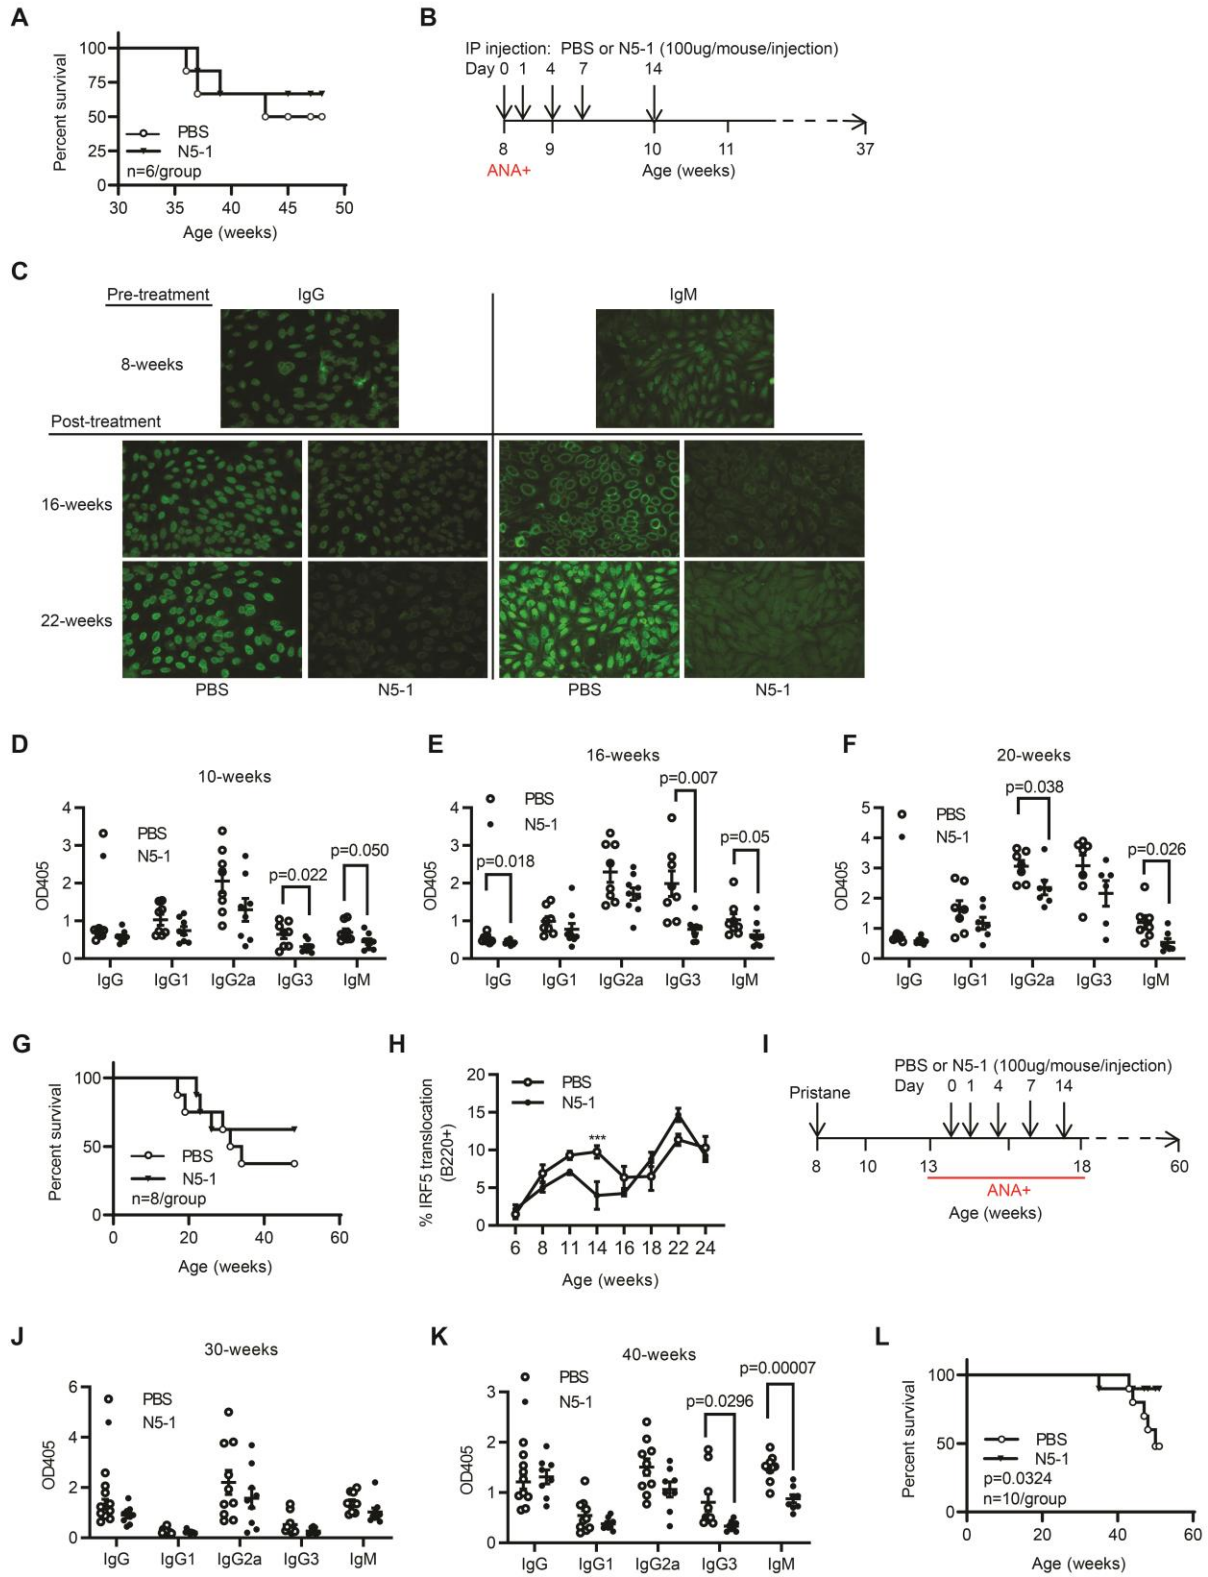 A
100
75
50
25
0
Percent survival
PBS
N5-1
n=6/group
30 35 40 45 50
Age (weeks)
B
IP injection: PBS or N5-1 (100ug/mouse/injection)
Day 0 1 4 7 14
8 9 10 11 37
ANA+ Age (weeks)
C
Pre-treatment IgG IgM
8-weeks
Post-treatment
16-weeks
22-weeks
PBS N5-1 PBS N5-1
D
10-weeks
4
3
2
1
0
OD405
PBS
N5-1
p=0.022
p=0.050
IgG IgG1 IgG2a IgG3 IgM
E
16-weeks
4
3
2
1
0
OD405
PBS
N5-1
p=0.018
p=0.007
p=0.05
IgG IgG1 IgG2a IgG3 IgM
F
20-weeks
5
4
3
2
1
0
OD405
PBS
N5-1
p=0.038
p=0.026
IgG IgG1 IgG2a IgG3 IgM
G
100
50
0
Percent survival
PBS
N5-1
n=8/group
0 20 40 60
Age (weeks)
H
20
15
10
5
0
% IRF5 translocation
(B220+)
PBS
N5-1
***
6 8 11 14 16 18 22 24
Age (weeks)
I
PBS or N5-1 (100ug/mouse/injection)
Pristane
Day 0 1 4 7 14
8 10 13 18 60
ANA+
Age (weeks)
J
30-weeks
6
4
2
0
OD405
PBS
N5-1
IgG IgG1 IgG2a IgG3 IgM
K
40-weeks
3
2
1
0
OD405
PBS
N5-1
p=0.0296
p=0.00007
IgG IgG1 IgG2a IgG3 IgM
L
100
50
0
Percent survival
PBS
N5-1
p=0.0324
n=10/group
0 20 40 60
Age (weeks)